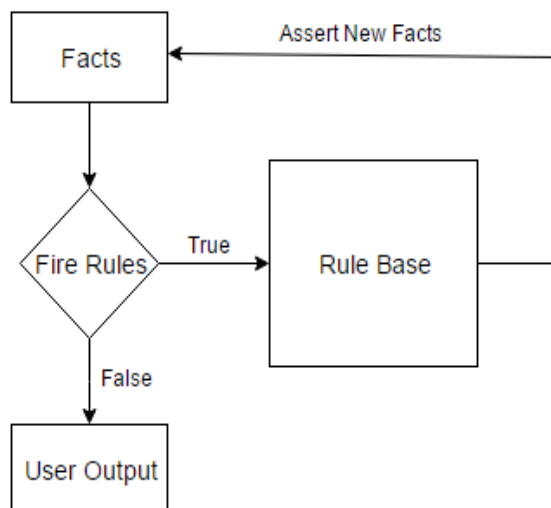 Assert New Facts
Facts
Fire Rules
True
Rule Base
False
User Output